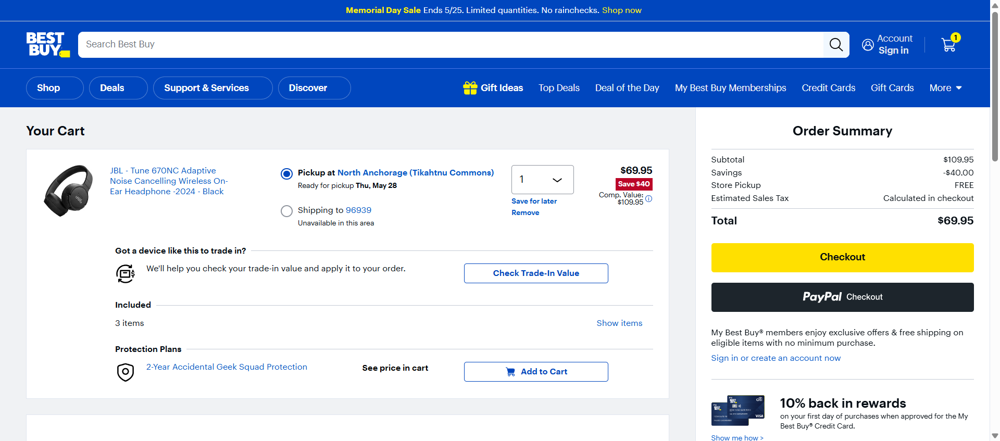 Memorial Day Sale Ends 5/25. Limited quantities. No rainchecks. Shop now
BEST
BUY
Search Best Buy
Account
Sign in
1
Shop
Deals
Support & Services
Discover
Gift Ideas
Top Deals
Deal of the Day
My Best Buy Memberships
Credit Cards
Gift Cards
More
Your Cart
JBL - Tune 670NC Adaptive
Noise Cancelling Wireless On-
Ear Headphone -2024 - Black
Pickup at North Anchorage (Tikahtnu Commons)
Ready for pickup Thu, May 28
Shipping to 96939
Unavailable in this area
1
Save for later
Remove
$69.95
Save $40
Comp. Value:
$109.95
Got a device like this to trade in?
We'll help you check your trade-in value and apply it to your order.
Check Trade-In Value
Included
3 items
Show items
Protection Plans
2-Year Accidental Geek Squad Protection
See price in cart
Add to Cart
Order Summary
Subtotal $109.95
Savings -$40.00
Store Pickup FREE
Estimated Sales Tax Calculated in checkout
Total $69.95
Checkout
PayPal Checkout
My Best Buy® members enjoy exclusive offers & free shipping on
eligible items with no minimum purchase.
Sign in or create an account now
10% back in rewards
on your first day of purchases when approved for the My
Best Buy® Credit Card.
Show me how >
citi
VISA
BEST
BUY
JBL